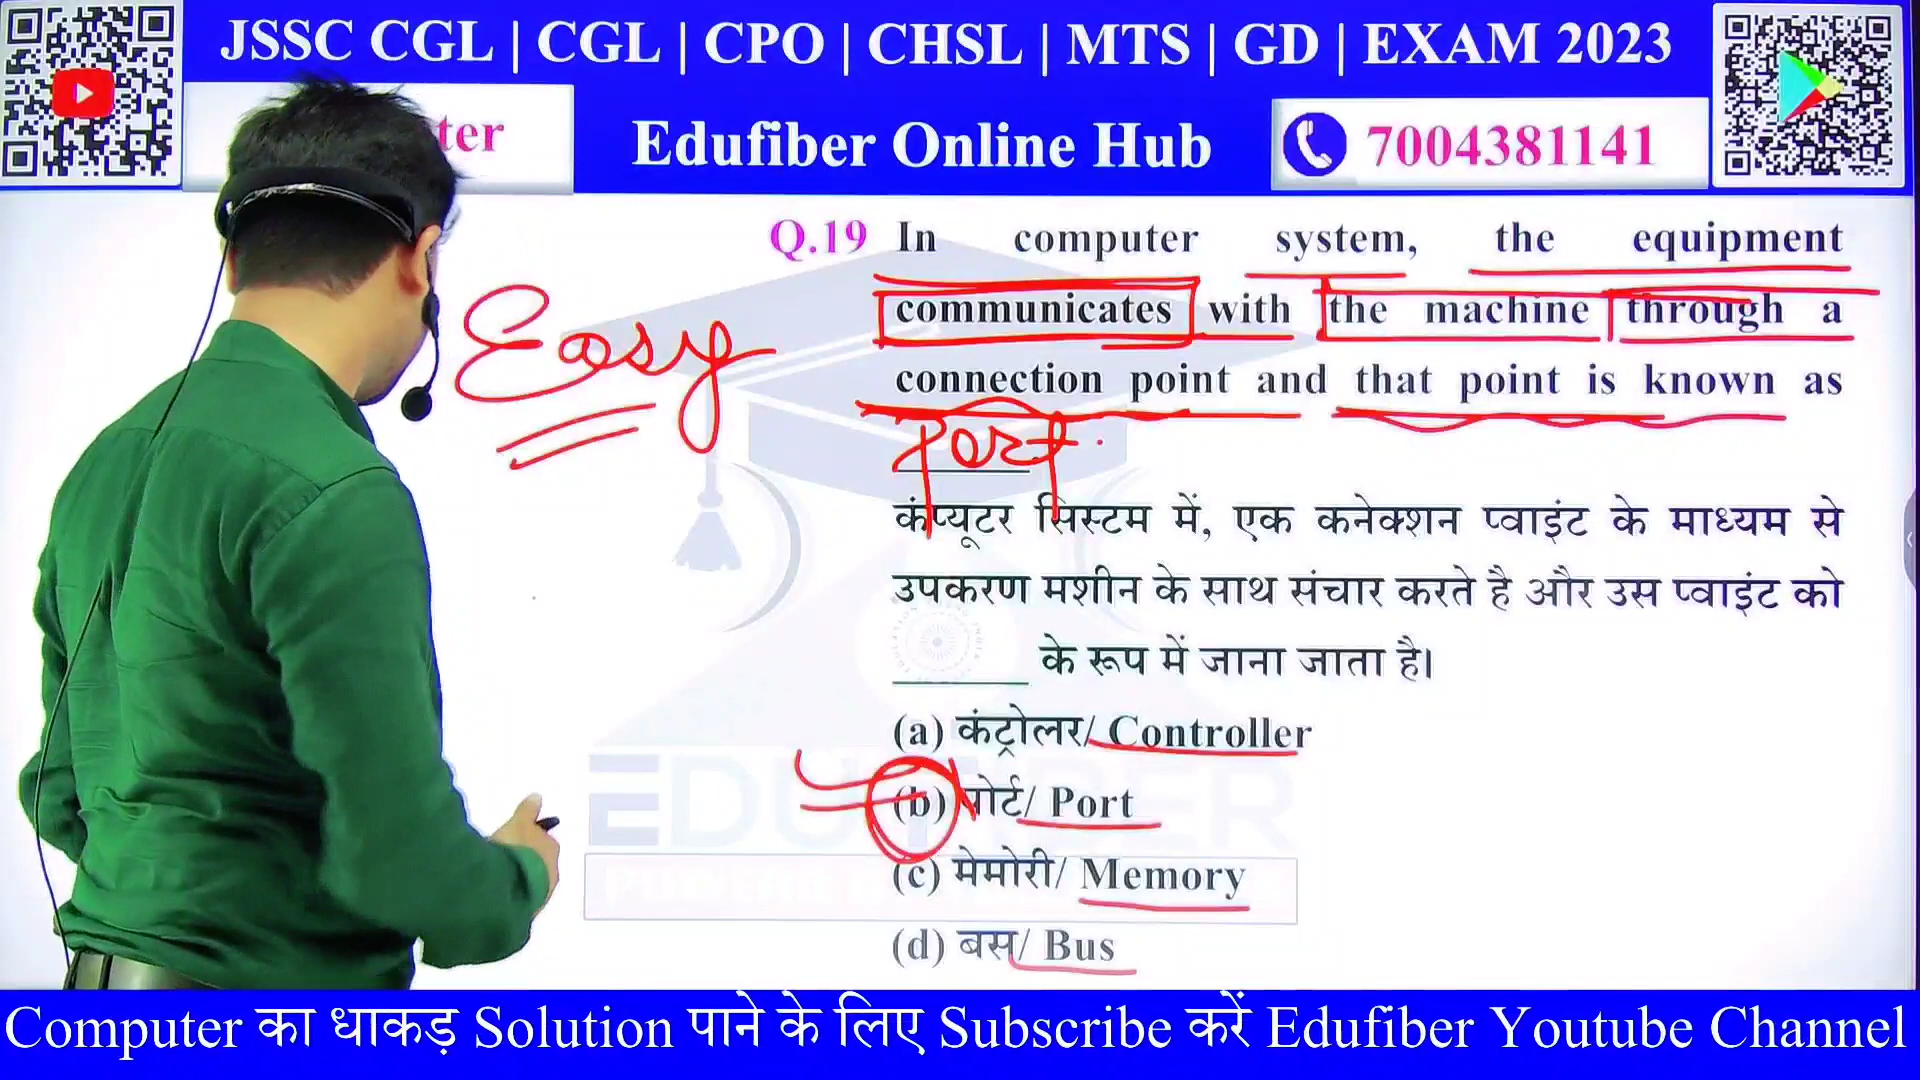 JSSC CGL | CGL | CPO | CHSL | MTS | GD | EXAM 2023
ter
Edufiber Online Hub
7004381141
Q.19 In computer system, the equipment
communicates with the machine through a
connection point and that point is known as
Port
Easy
कंप्यूटर सिस्टम में, एक कनेक्शन प्वाइंट के माध्यम से
उपकरण मशीन के साथ संचार करते है और उस प्वाइंट को
______ के रूप में जाना जाता है।
(a) कंट्रोलर/ Controller
(b) पोर्ट/ Port
(c) मेमोरी/ Memory
(d) बस/ Bus
EDUFIBER
Computer का धाकड़ Solution पाने के लिए Subscribe करें Edufiber Youtube Channel